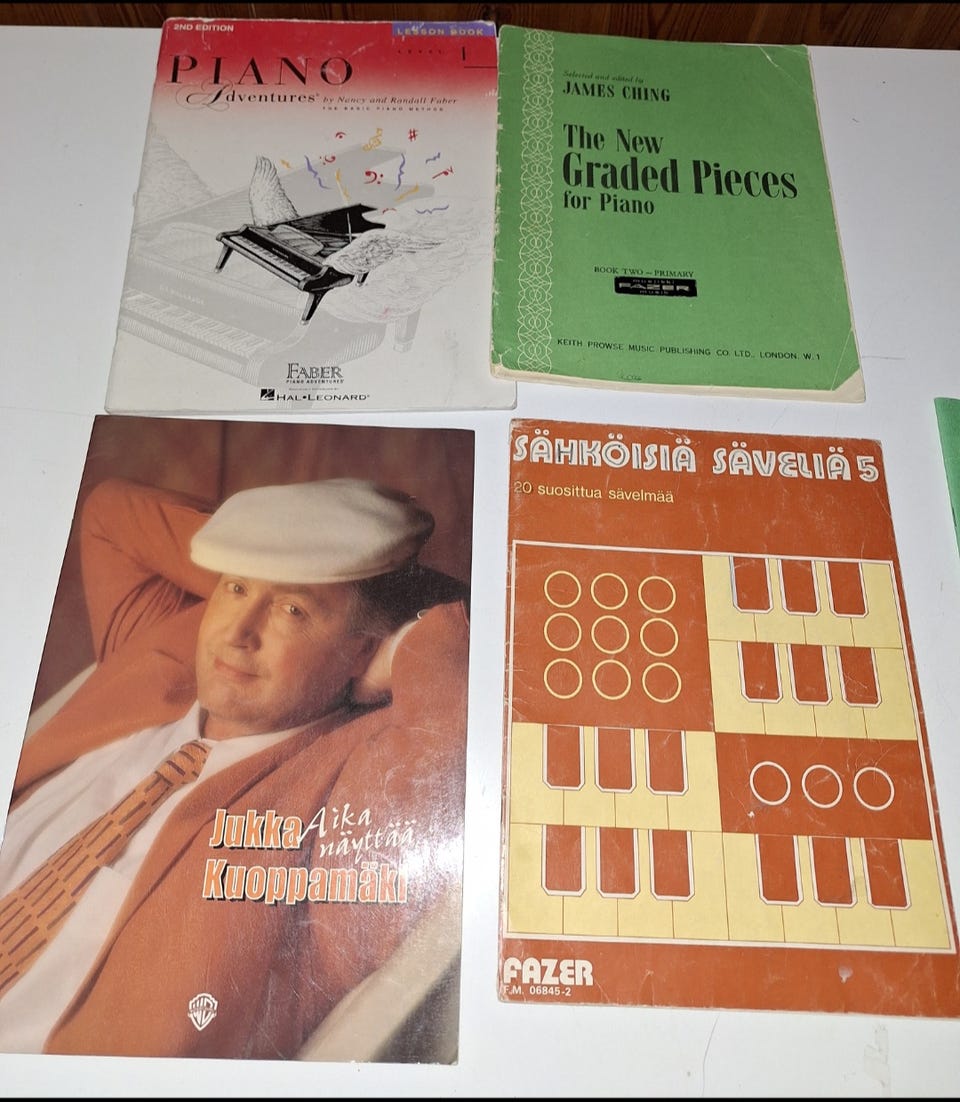 2ND EDITION
LESSON BOOK
LEVEL 1
PIANO
Adventures® by Nancy and Randall Faber
THE BASIC PIANO METHOD
FABER
PIANO ADVENTURES®
HAL•LEONARD®
Selected and edited by
JAMES CHING
The New
Graded Pieces
for Piano
BOOK TWO — PRIMARY
musiikki
FAZER
musik
KEITH PROWSE MUSIC PUBLISHING CO. LTD., LONDON, W.1
Jukka Aika
näyttää
Kuoppamäki
SÄHKÖISIÄ SÄVELIÄ 5
20 suosittua sävelmää
FAZER
F.M. 06845-2